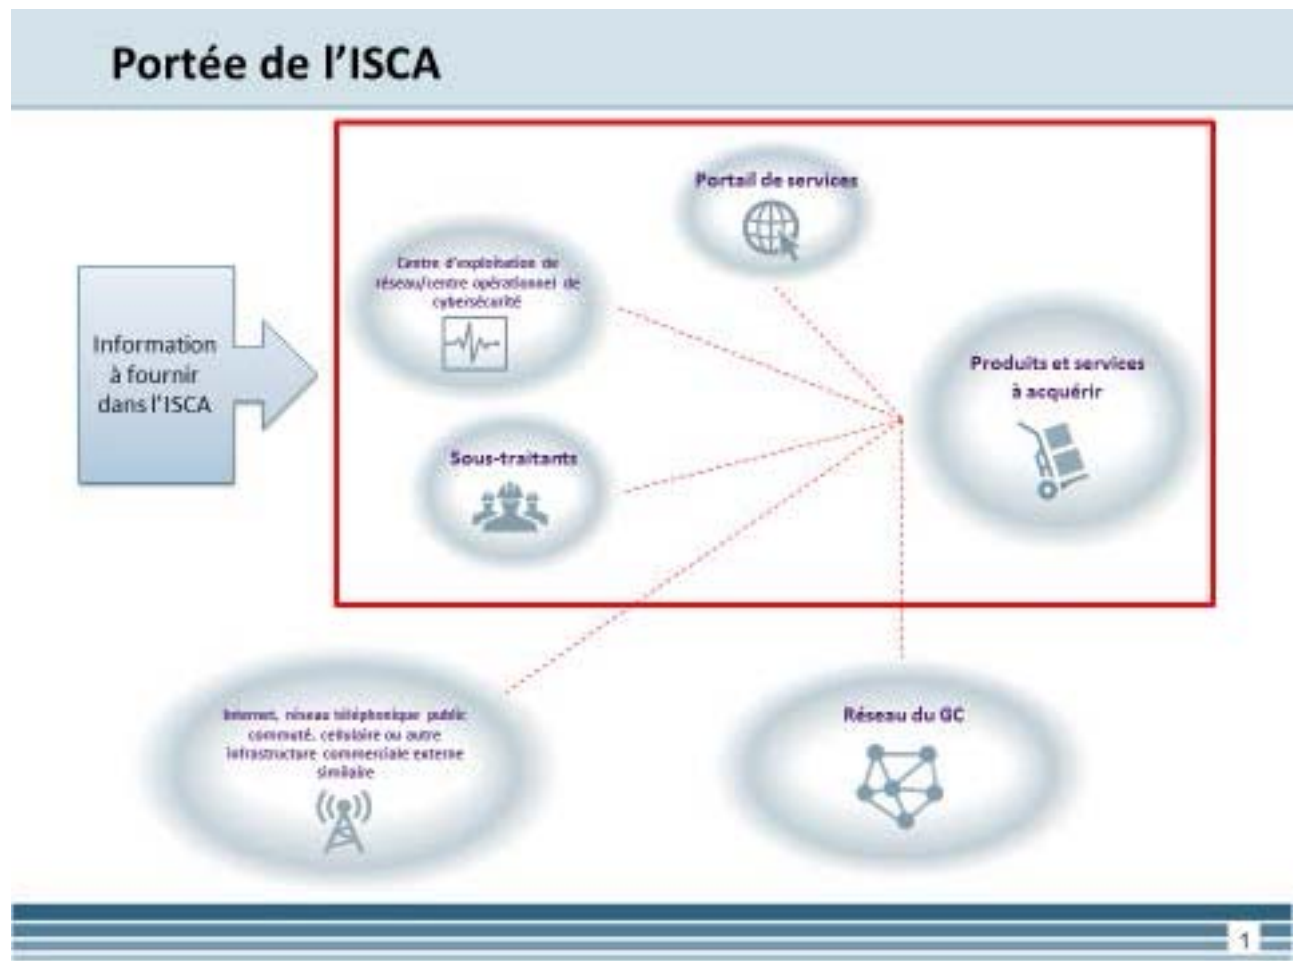 Portée de l'ISCA
Portail de services
Centre d'exploitation de
réseau/centre opérationnel de
cybersécurité
Information
à fournir
dans l'ISCA
Produits et services
à acquérir
Sous-traitants
Internet, réseau téléphonique public
commuté, cellulaire ou autre
infrastructure commerciale externe
similaire
Réseau du GC
1